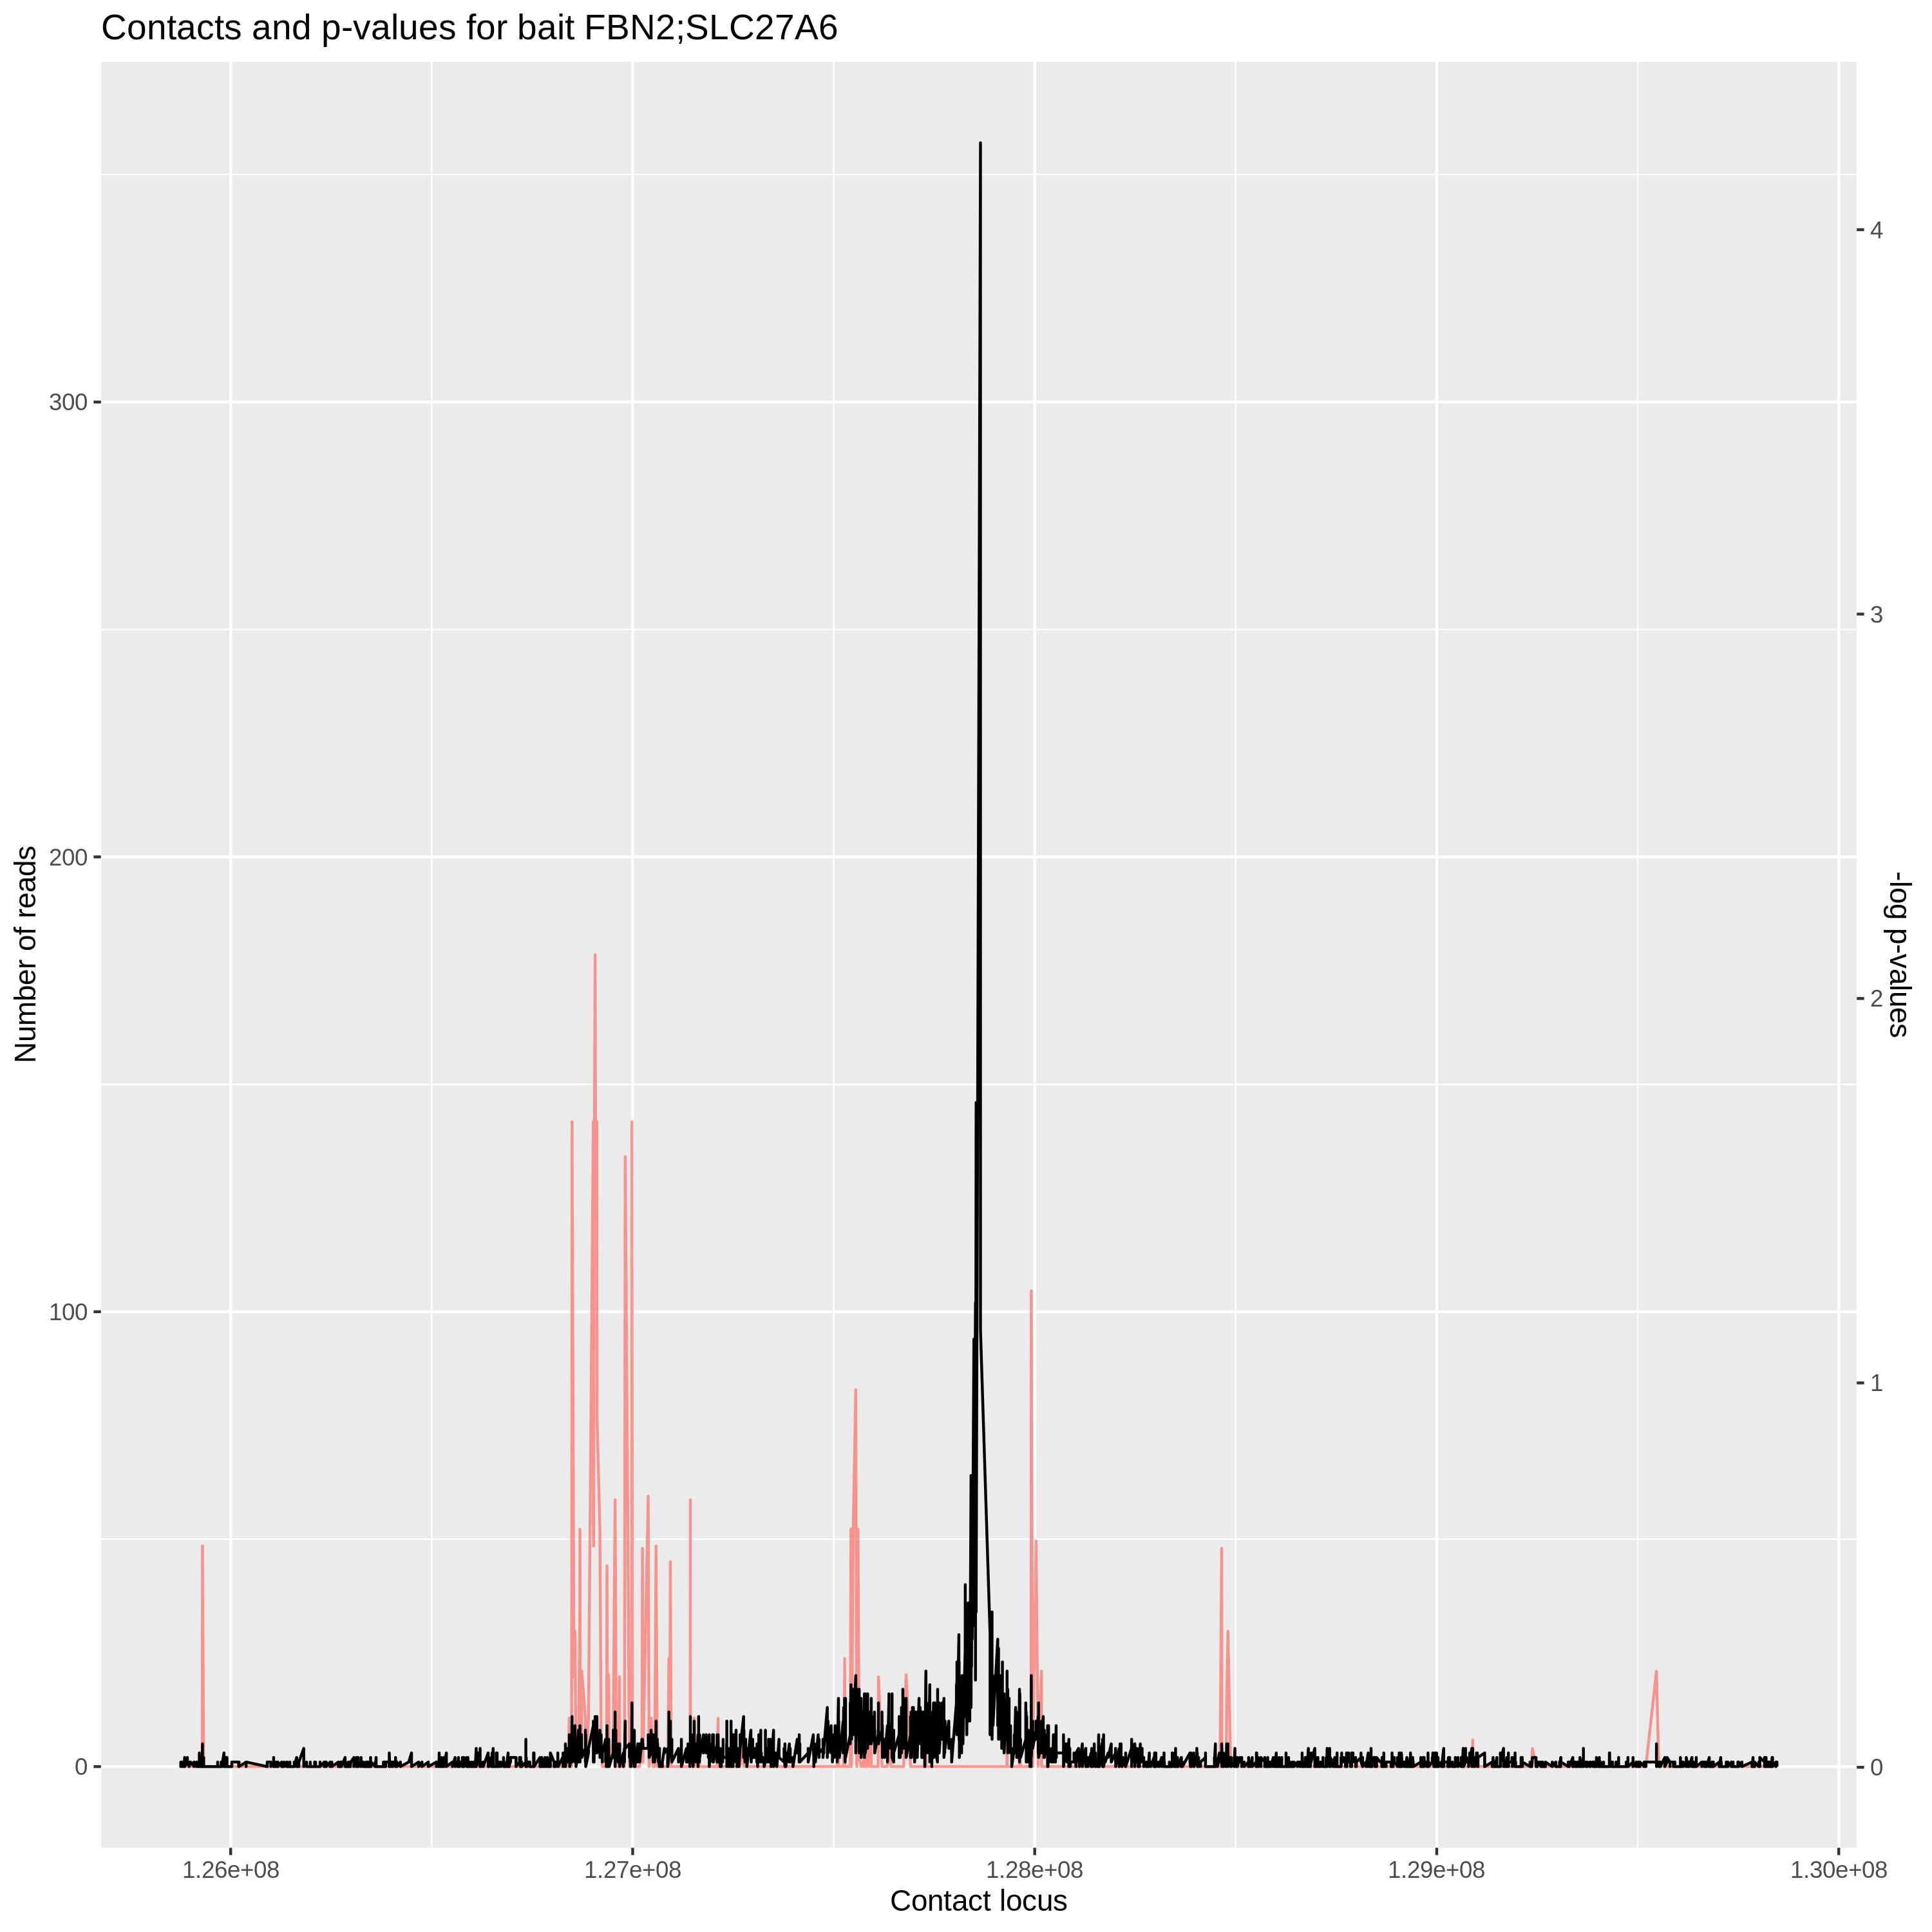 Contacts and p-values for bait FBN2;SLC27A6
Number of reads
300
200
100
0
4
3
2
1
0
-log p-values
1.26e+08
1.27e+08
1.28e+08
1.29e+08
1.30e+08
Contact locus